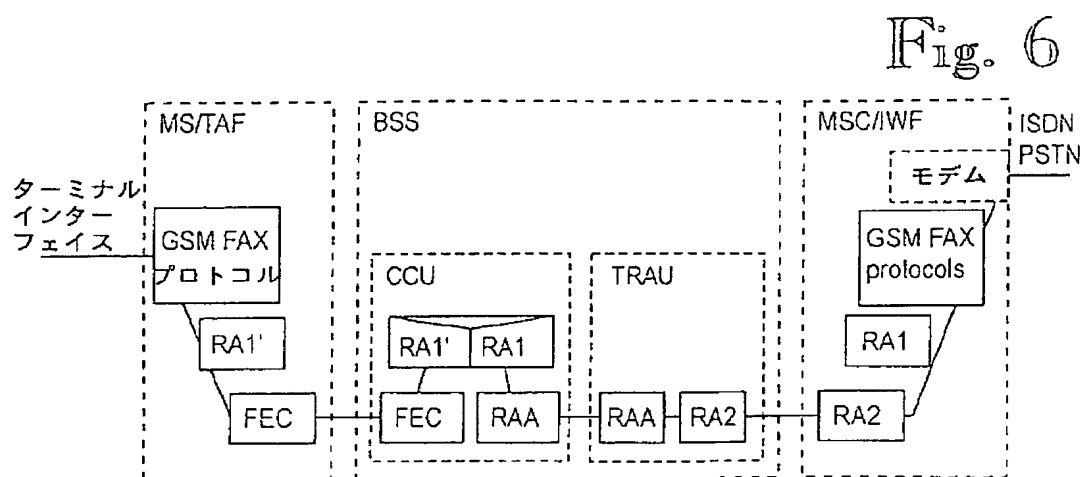 Fig. 6
MS/TAF
BSS
MSC/IWF
ISDN
PSTN
モデム
ターミナル
インター
フェイス
GSM FAX
プロトコル
GSM FAX
protocols
CCU
TRAU
RA1'
RA1'
RA1
RA1
FEC
FEC
RAA
RAA
RA2
RA2